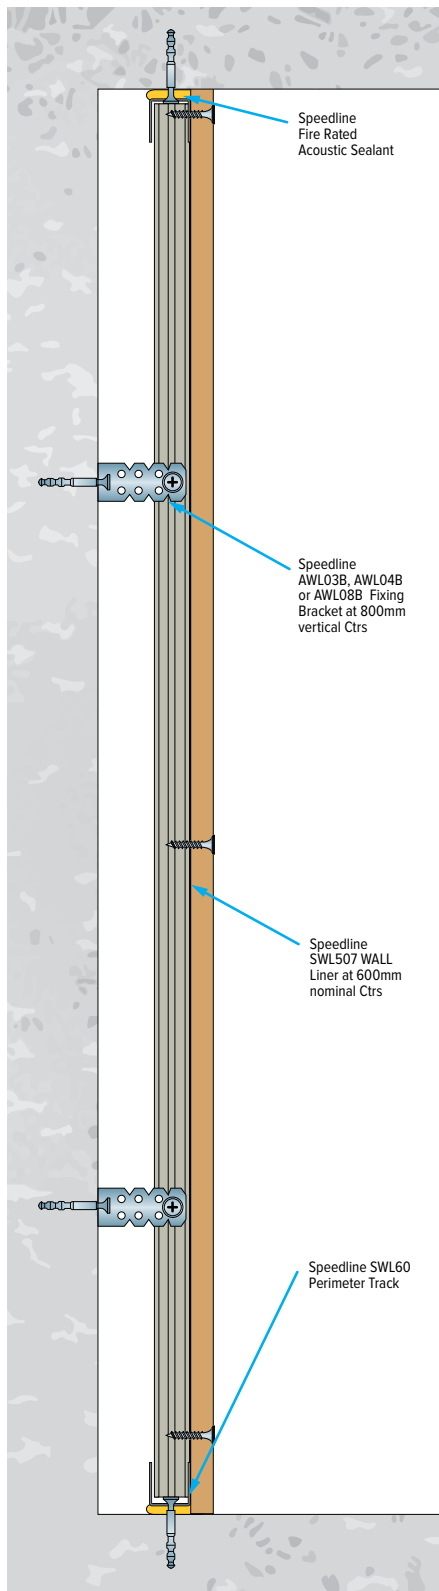 Speedline
Fire Rated
Acoustic Sealant
Speedline
AWL03B, AWL04B
or AWL08B Fixing
Bracket at 800mm
vertical Ctrs
Speedline
SWL507 WALL
Liner at 600mm
nominal Ctrs
Speedline SWL60
Perimeter Track